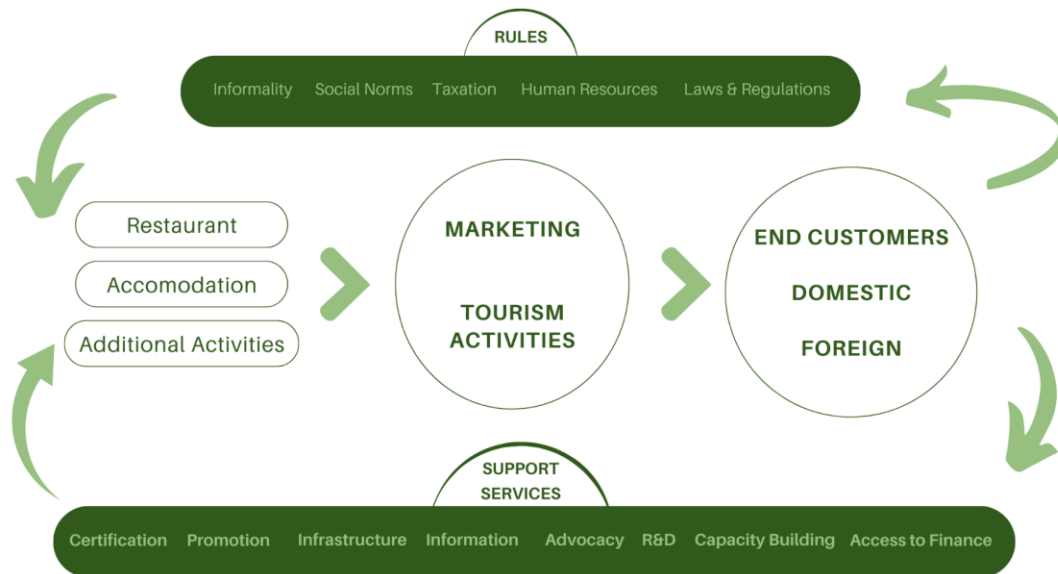 RULES
Informality Social Norms Taxation Human Resources Laws & Regulations
Restaurant
Accomodation
Additional Activities
MARKETING
TOURISM
ACTIVITIES
END CUSTOMERS
DOMESTIC
FOREIGN
SUPPORT
SERVICES
Certification Promotion Infrastructure Information Advocacy R&D Capacity Building Access to Finance